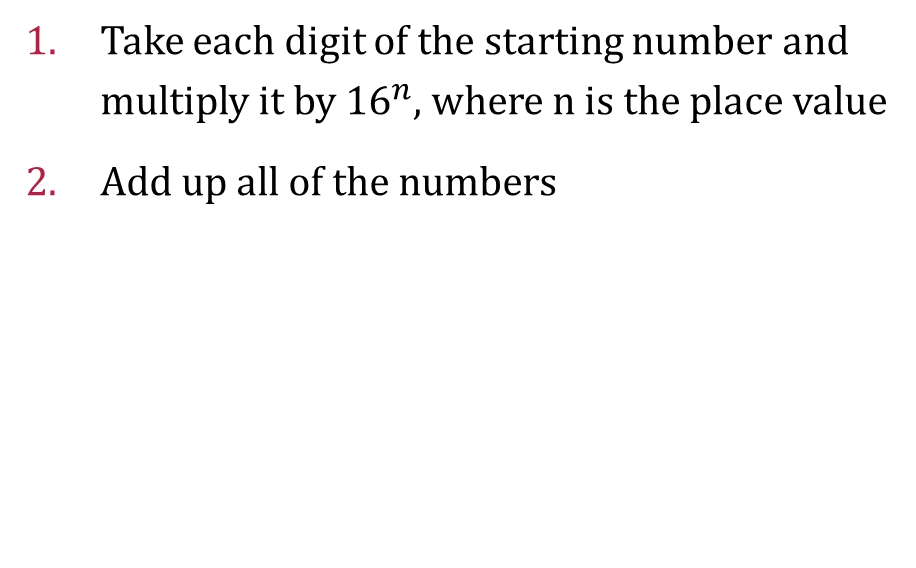 1. Take each digit of the starting number and
multiply it by 16ⁿ, where n is the place value
2. Add up all of the numbers